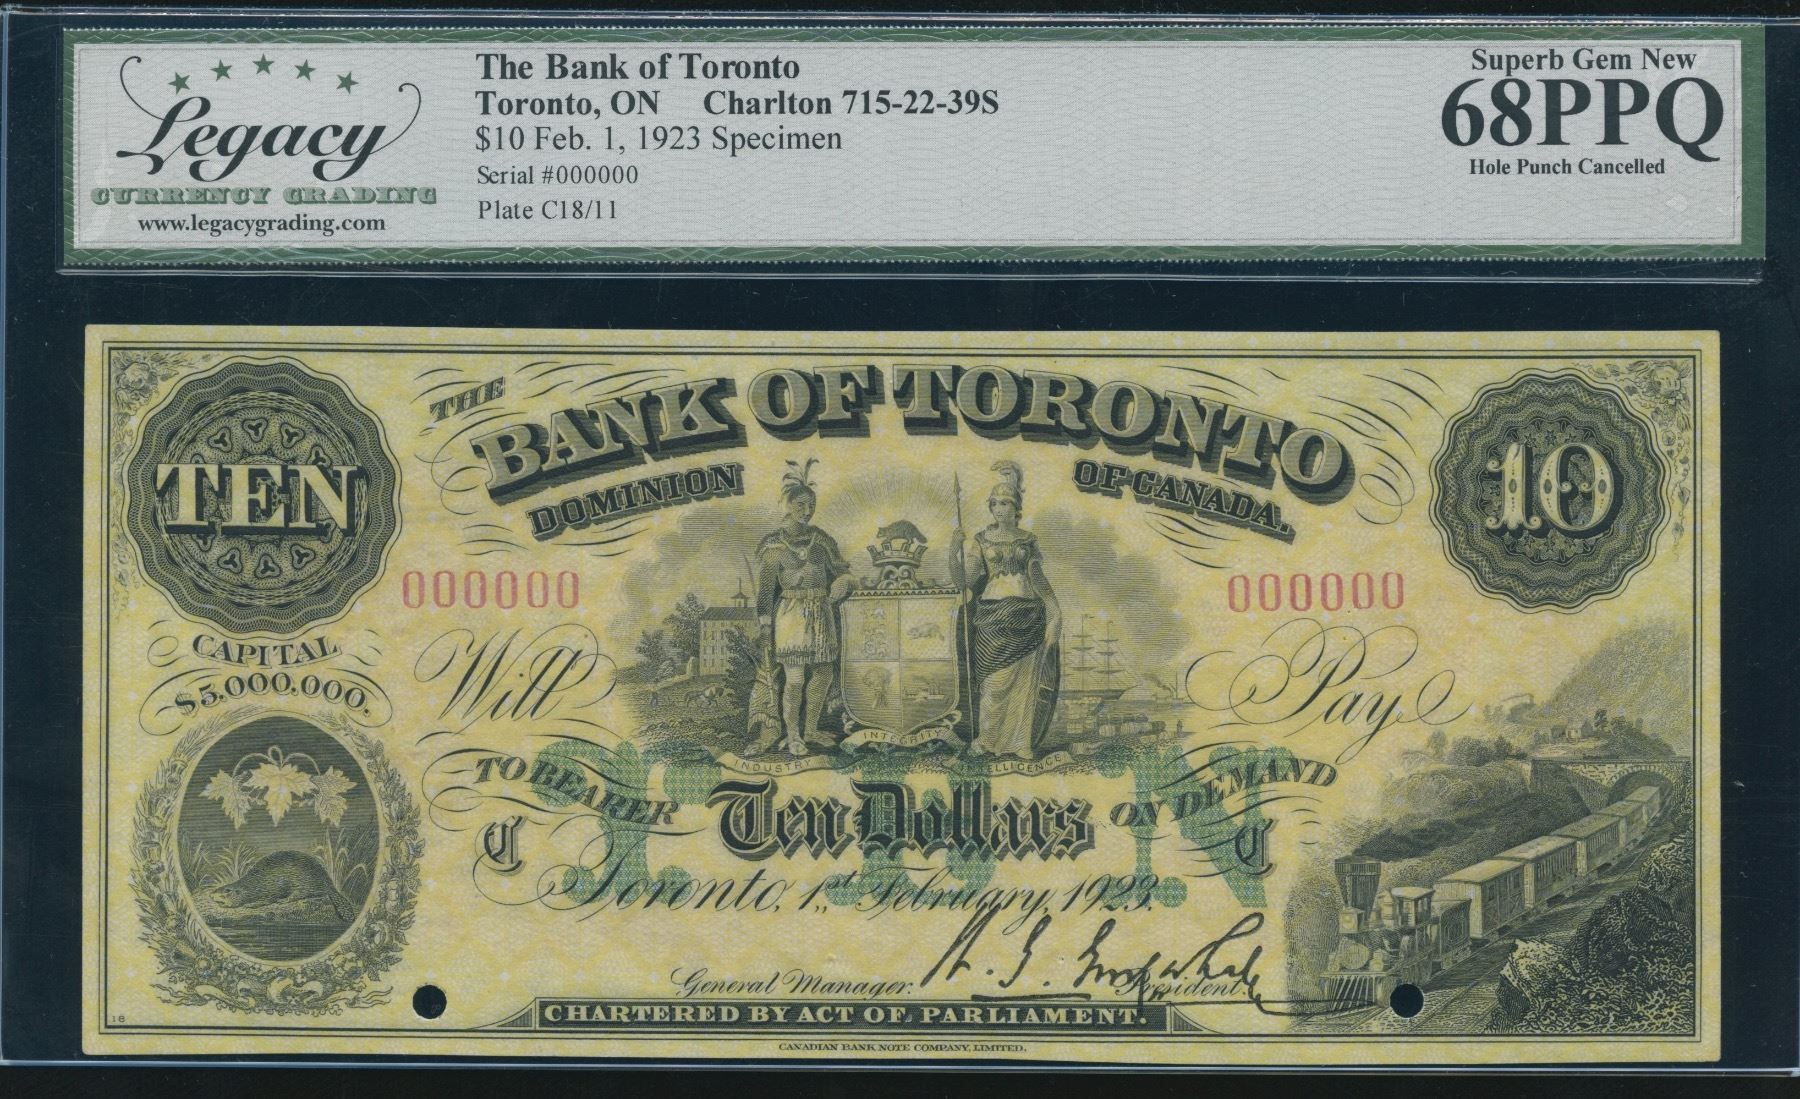 Legacy
CURRENCY GRADING
www.legacygrading.com
The Bank of Toronto
Toronto, ON Charlton 715-22-39S
$10 Feb. 1, 1923 Specimen
Serial #000000
Plate C18/11
Superb Gem New
68PPQ
Hole Punch Cancelled
THE
BANK OF TORONTO
DOMINION OF CANADA.
TEN
10
000000 000000
CAPITAL
$5.000.000.
Will Pay
INDUSTRY INTEGRITY INTELLIGENCE
TEN
TO BEARER Ten Dollars ON DEMAND
C C
Toronto, 1st February, 1923.
General Manager. President.
CHARTERED BY ACT OF PARLIAMENT.
18
CANADIAN BANK NOTE COMPANY, LIMITED.